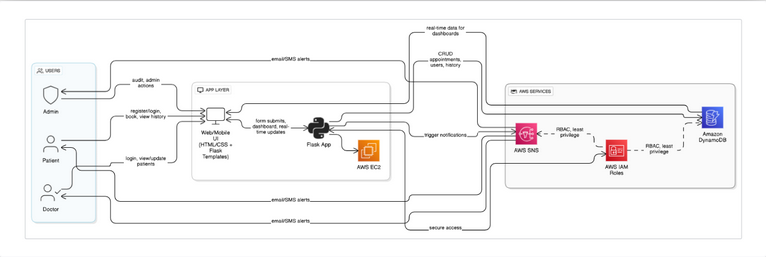 real-time date for
dashboards
CRUD
appointments,
users, history
email/SMS alerts
USERS
audit, admin
actions
APP LAYER
AWS SERVICES
Admin
register/login,
book, view history
form submits,
dashboard, real-
time updates
Web/Mobile
UI
(HTML/CSS +
Flask
Templates)
Flask App
trigger notifications
AWS SNS
RBAC, least
privilege
Amazon
DynamoDB
Patient
login, view/update
patients
AWS EC2
RBAC, least
privilege
AWS IAM
Roles
Doctor
email/SMS alerts
email/SMS alerts
secure access